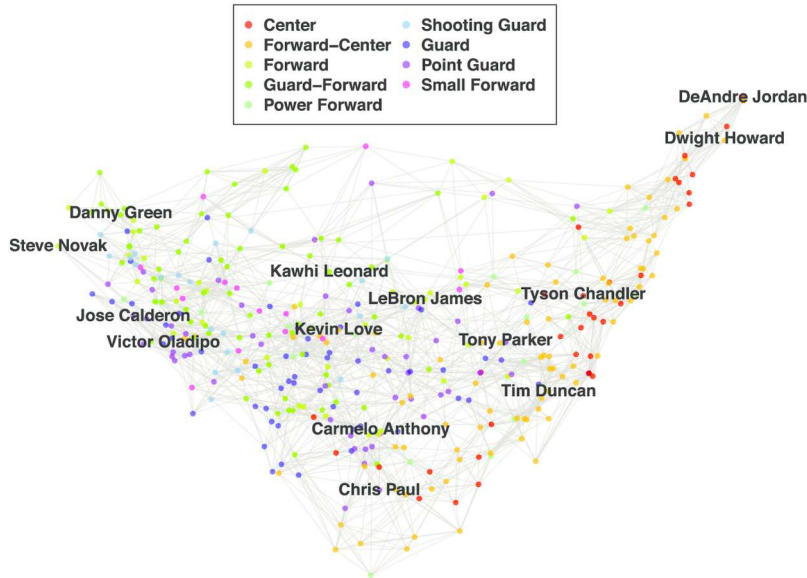 Center
Forward–Center
Forward
Guard–Forward
Power Forward
Shooting Guard
Guard
Point Guard
Small Forward
DeAndre Jordan
Dwight Howard
Danny Green
Steve Novak
Kawhi Leonard
LeBron James
Tyson Chandler
Jose Calderon
Kevin Love
Victor Oladipo
Tony Parker
Tim Duncan
Carmelo Anthony
Chris Paul